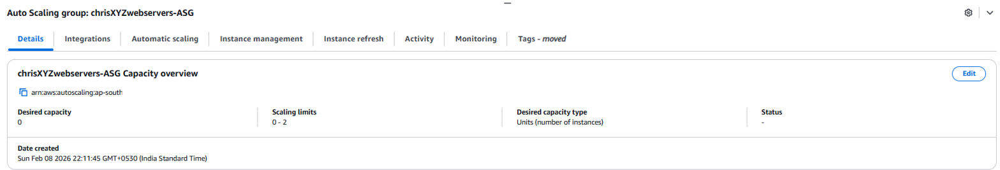 Auto Scaling group: chrisXYZwebservers-ASG
Details Integrations Automatic scaling Instance management Instance refresh Activity Monitoring Tags - moved
chrisXYZwebservers-ASG Capacity overview
Edit
arn:aws:autoscaling:ap-south
Desired capacity
0
Scaling limits
0 - 2
Desired capacity type
Units (number of instances)
Status
-
Date created
Sun Feb 08 2026 22:11:45 GMT+0530 (India Standard Time)